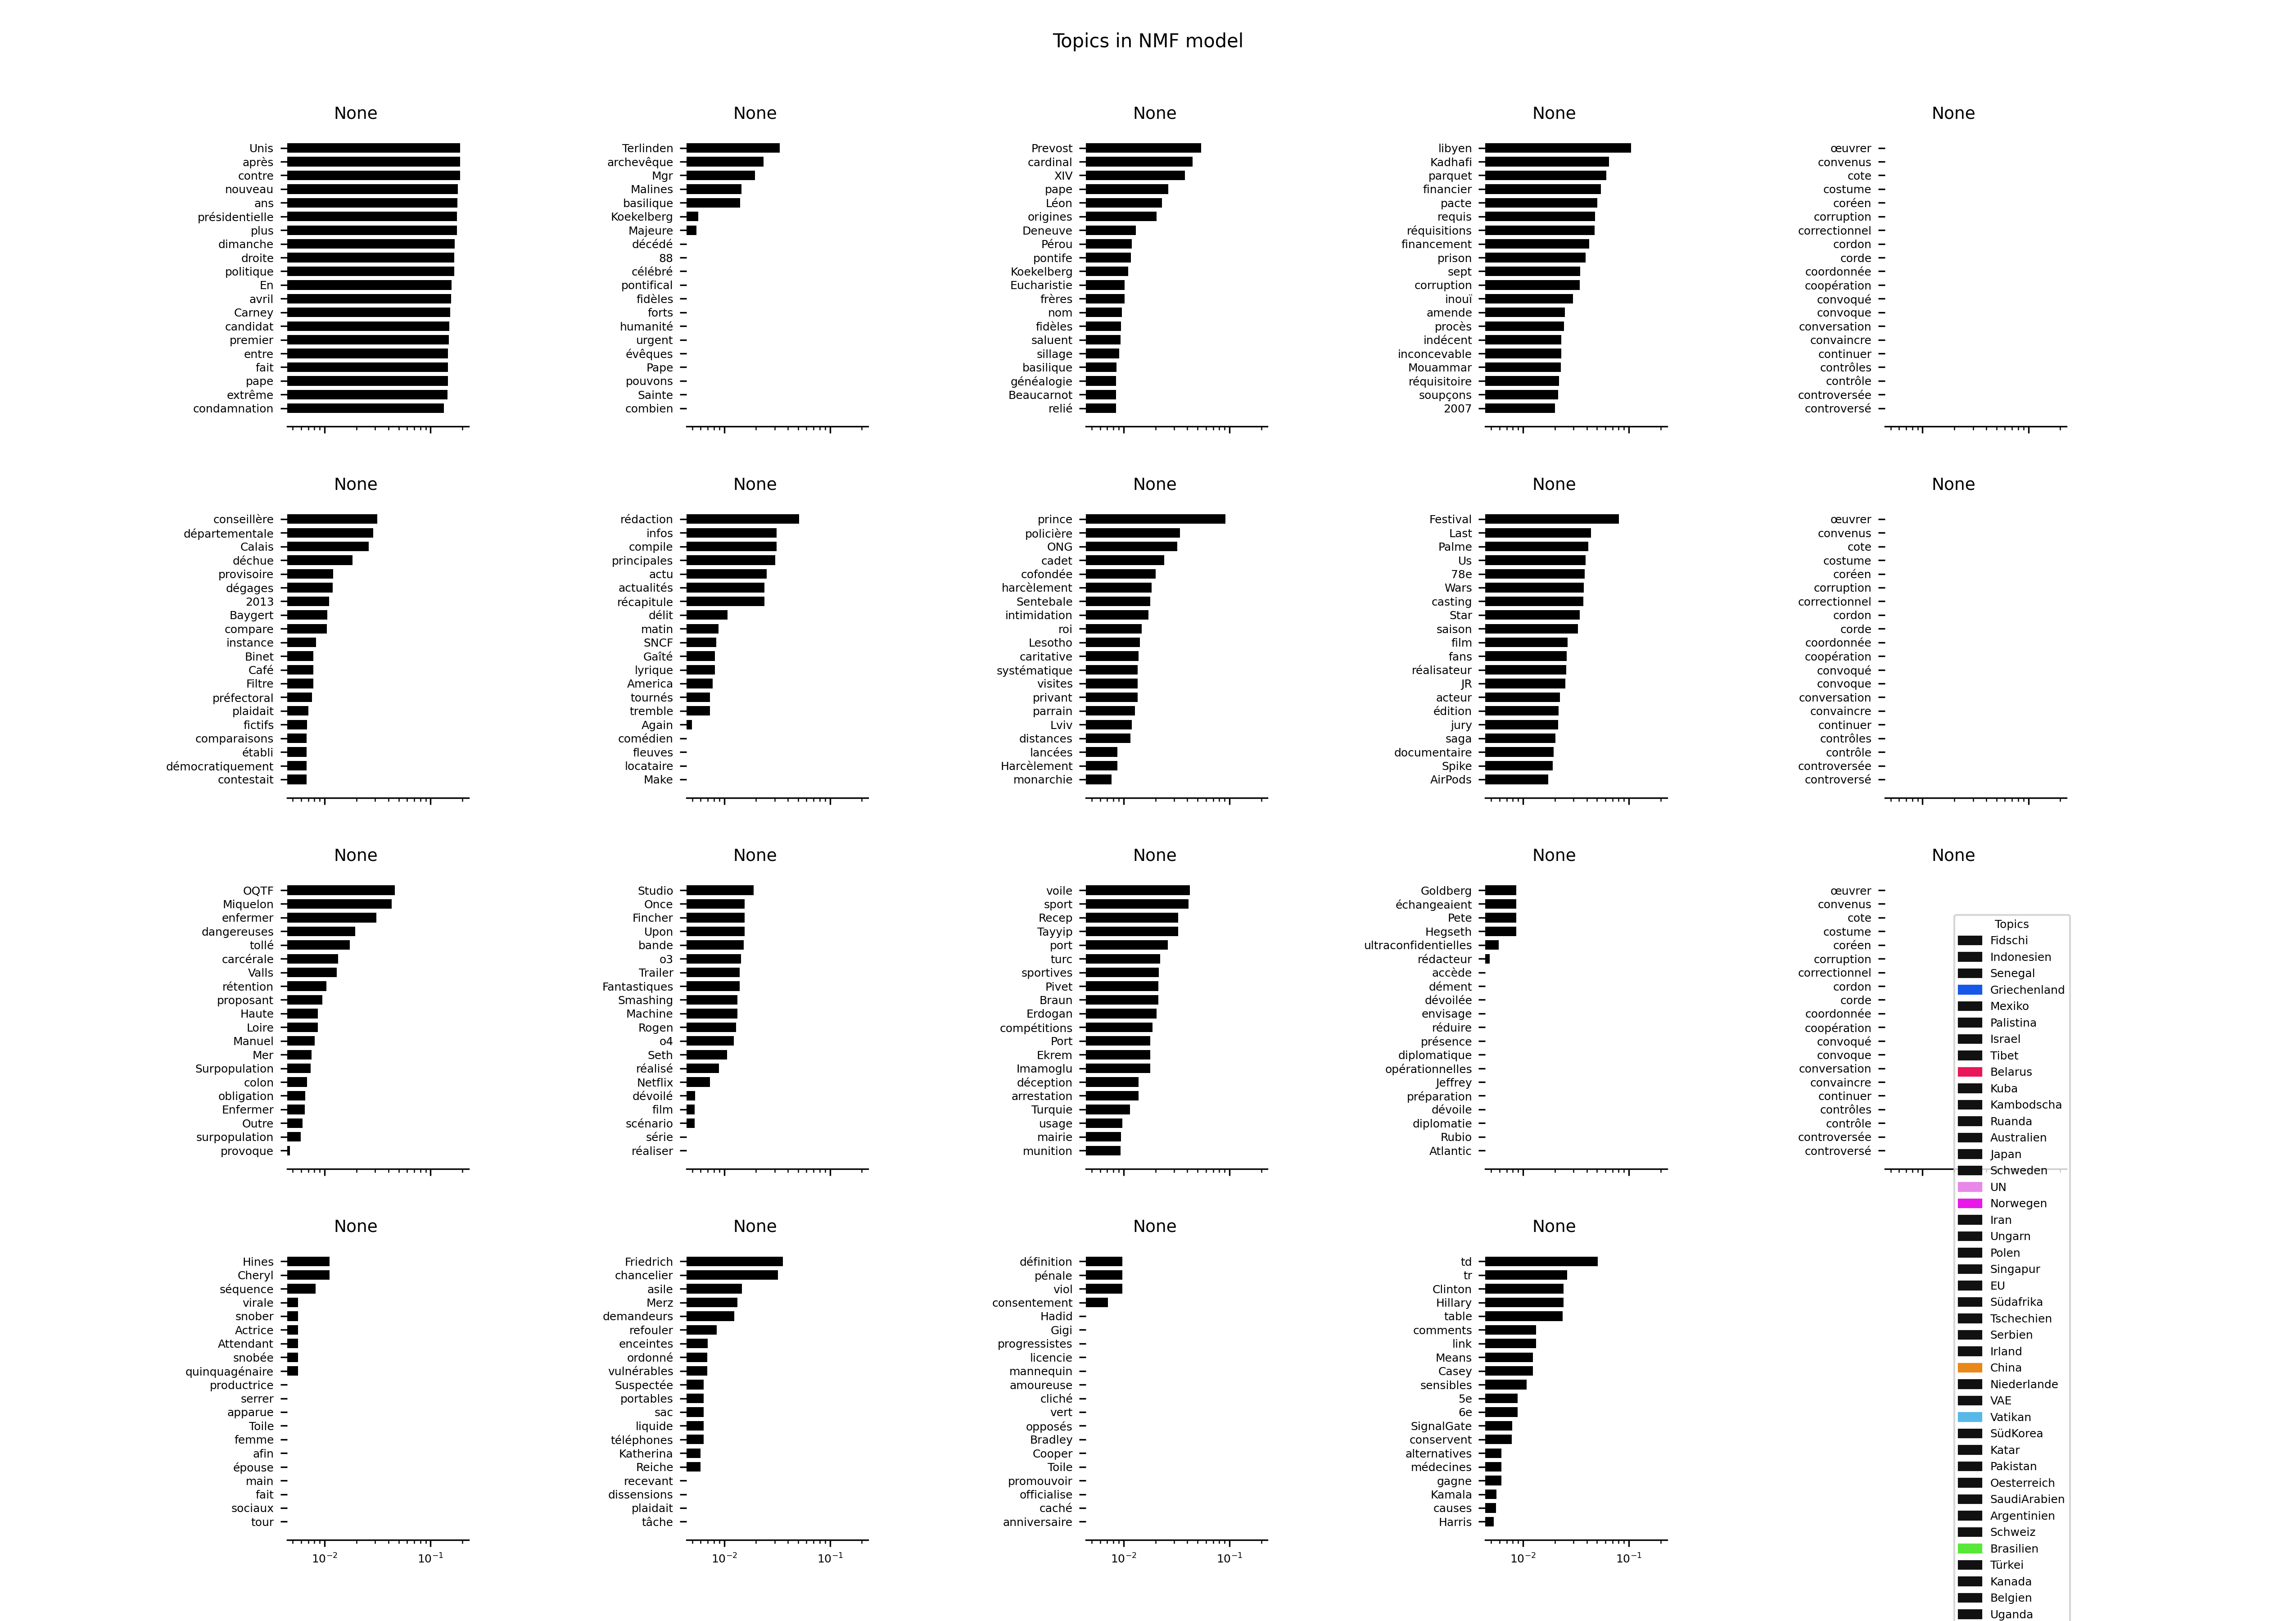 Topics in NMF model
None
Unis
après
contre
nouveau
ans
présidentielle
plus
dimanche
droite
politique
En
avril
Carney
candidat
premier
entre
fait
pape
extrême
condamnation
None
Terlinden
archevêque
Mgr
Malines
basilique
Koekelberg
Majeure
décédé
88
célébré
pontifical
fidèles
forts
humanité
urgent
évêques
Pape
pouvons
Sainte
combien
None
Prevost
cardinal
XIV
pape
Léon
origines
Deneuve
Pérou
pontife
Koekelberg
Eucharistie
frères
nom
fidèles
saluent
sillage
basilique
généalogie
Beaucarnot
relié
None
libyen
Kadhafi
parquet
financier
pacte
requis
réquisitions
financement
prison
sept
corruption
inouï
amende
procès
indécent
inconcevable
Mouammar
réquisitoire
soupçons
2007
None
œuvrer
convenus
cote
costume
coréen
corruption
correctionnel
cordon
corde
coordonnée
coopération
convoqué
convoque
conversation
convaincre
continuer
contrôles
contrôle
controversée
controversé
None
conseillère
départementale
Calais
déchue
provisoire
dégages
2013
Baygert
compare
instance
Binet
Café
Filtre
préfectoral
plaidait
fictifs
comparaisons
établi
démocratiquement
contestait
None
rédaction
infos
compile
principales
actu
actualités
récapitule
délit
matin
SNCF
Gaîté
lyrique
America
tournés
tremble
Again
comédien
fleuves
locataire
Make
None
prince
policière
ONG
cadet
cofondée
harcèlement
Sentebale
intimidation
roi
Lesotho
caritative
systématique
visites
privant
parrain
Lviv
distances
lancées
Harcèlement
monarchie
None
Festival
Last
Palme
Us
78e
Wars
casting
Star
saison
film
fans
réalisateur
JR
acteur
édition
jury
saga
documentaire
Spike
AirPods
None
œuvrer
convenus
cote
costume
coréen
corruption
correctionnel
cordon
corde
coordonnée
coopération
convoqué
convoque
conversation
convaincre
continuer
contrôles
contrôle
controversée
controversé
None
OQTF
Miquelon
enfermer
dangereuses
tollé
carcérale
Valls
rétention
proposant
Haute
Loire
Manuel
Mer
Surpopulation
colon
obligation
Enfermer
Outre
surpopulation
provoque
None
Studio
Once
Fincher
Upon
bande
o3
Trailer
Fantastiques
Smashing
Machine
Rogen
o4
Seth
réalisé
Netflix
dévoilé
film
scénario
série
réaliser
None
voile
sport
Recep
Tayyip
port
turc
sportives
Pivet
Braun
Erdogan
compétitions
Port
Ekrem
Imamoglu
déception
arrestation
Turquie
usage
mairie
munition
None
Goldberg
échangeaient
Pete
Hegseth
ultraconfidentielles
rédacteur
accède
dément
dévoilée
envisage
réduire
présence
diplomatique
opérationnelles
Jeffrey
préparation
dévoile
diplomatie
Rubio
Atlantic
None
œuvrer
convenus
cote
costume
coréen
corruption
correctionnel
cordon
corde
coordonnée
coopération
convoqué
convoque
conversation
convaincre
continuer
contrôles
contrôle
controversée
controversé
None
Hines
Cheryl
séquence
virale
snober
Actrice
Attendant
snobée
quinquagénaire
productrice
serrer
apparue
Toile
femme
afin
épouse
main
fait
sociaux
tour
10⁻² 10⁻¹
None
Friedrich
chancelier
asile
Merz
demandeurs
refouler
enceintes
ordonné
vulnérables
Suspectée
portables
sac
liquide
téléphones
Katherina
Reiche
recevant
dissensions
plaidait
tâche
10⁻² 10⁻¹
None
définition
pénale
viol
consentement
Hadid
Gigi
progressistes
licencie
mannequin
amoureuse
cliché
vert
opposés
Bradley
Cooper
Toile
promouvoir
officialise
caché
anniversaire
10⁻² 10⁻¹
None
td
tr
Clinton
Hillary
table
comments
link
Means
Casey
sensibles
5e
6e
SignalGate
conservent
alternatives
médecines
gagne
Kamala
causes
Harris
10⁻² 10⁻¹
Topics
Fidschi
Indonesien
Senegal
Griechenland
Mexiko
Palistina
Israel
Tibet
Belarus
Kuba
Kambodscha
Ruanda
Australien
Japan
Schweden
UN
Norwegen
Iran
Ungarn
Polen
Singapur
EU
Südafrika
Tschechien
Serbien
Irland
China
Niederlande
VAE
Vatikan
SüdKorea
Katar
Pakistan
Oesterreich
SaudiArabien
Argentinien
Schweiz
Brasilien
Türkei
Kanada
Belgien
Uganda